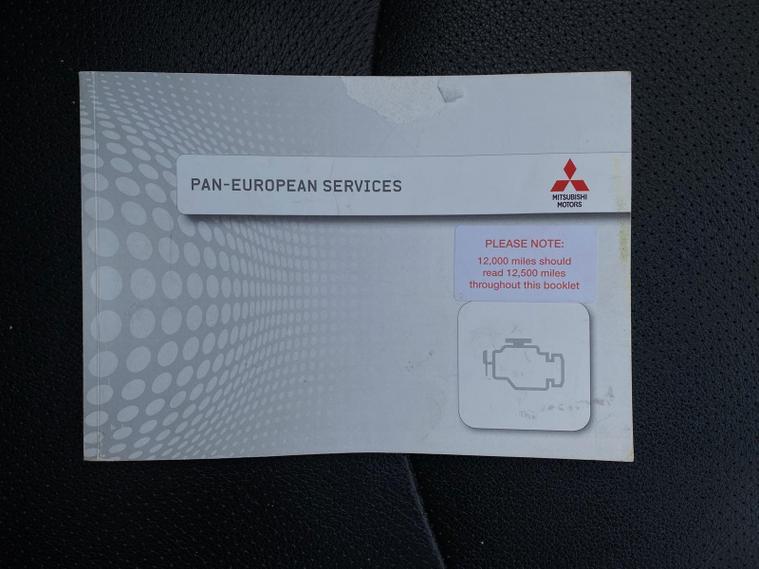 PAN-EUROPEAN SERVICES
MITSUBISHI
MOTORS
PLEASE NOTE:
12,000 miles should
read 12,500 miles
throughout this booklet